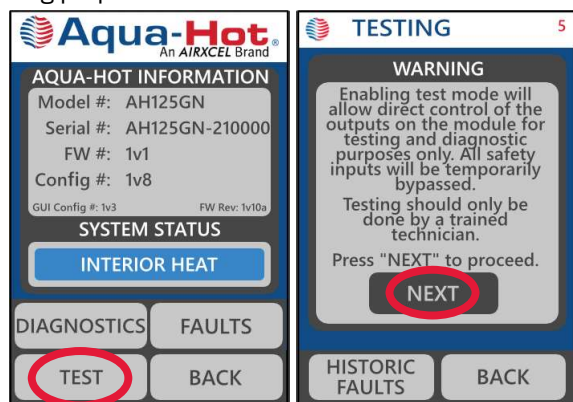 Aqua-Hot®
An AIRXCEL Brand
AQUA-HOT INFORMATION
Model #: AH125GN
Serial #: AH125GN-210000
FW #: 1v1
Config #: 1v8
GUI Config #: 1v3 FW Rev: 1v10a
SYSTEM STATUS
INTERIOR HEAT
DIAGNOSTICS FAULTS
TEST BACK
TESTING 5
WARNING
Enabling test mode will
allow direct control of the
outputs on the module for
testing and diagnostic
purposes only. All safety
inputs will be temporarily
bypassed.
Testing should only be
done by a trained
technician.
Press "NEXT" to proceed.
NEXT
HISTORIC
FAULTS
BACK